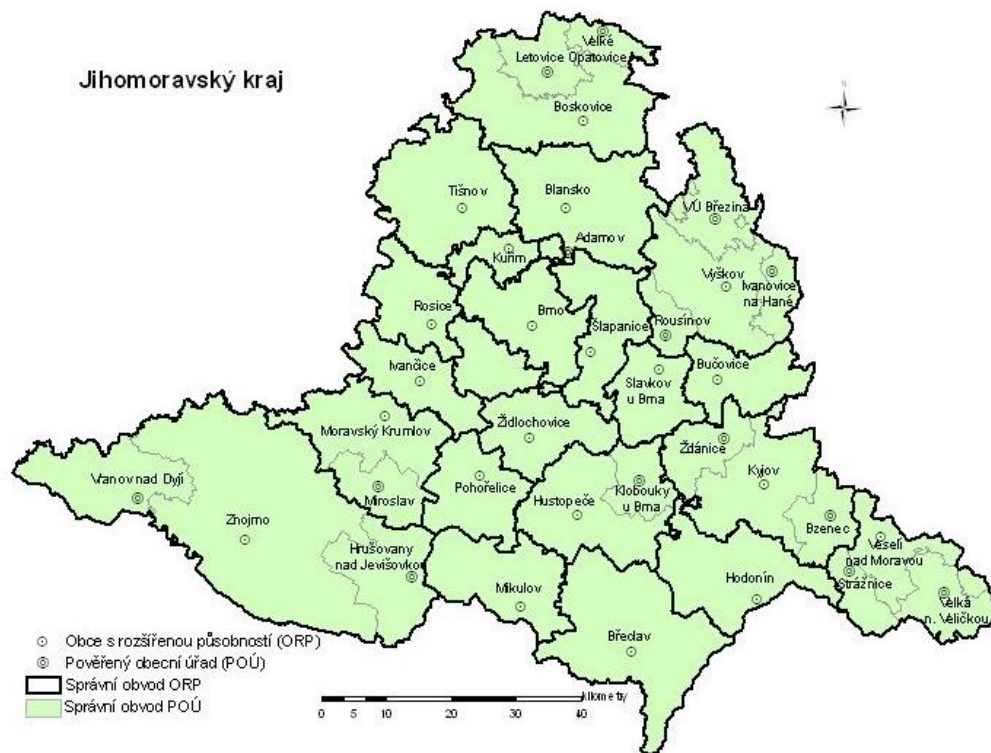 Jihomoravský kraj
Velké
Letovice Opatovice
Boskovice
Tišnov
Blansko
VÚ Březina
Adamov
Kuřim
Vyškov
Ivanovice
na Hané
Rosice
Brno
Šlapanice
Rousínov
Ivančice
Slavkov
u Brna
Bučovice
Moravský Krumlov
Židlochovice
Ždánice
Kyjov
Vranov nad Dyjí
Miroslav
Pohořelice
Hustopeče
Klobouky
u Brna
Bzenec
Znojmo
Hrušovany
nad Jevišovkou
Veselí
nad Moravou
Strážnice
Mikulov
Hodonín
Velká
n. Veličkou
Břeclav
Obce s rozšířenou působností (ORP)
Pověřený obecní úřad (POÚ)
Správní obvod ORP
Správní obvod POÚ
kilometry
0 5 10 20 30 40